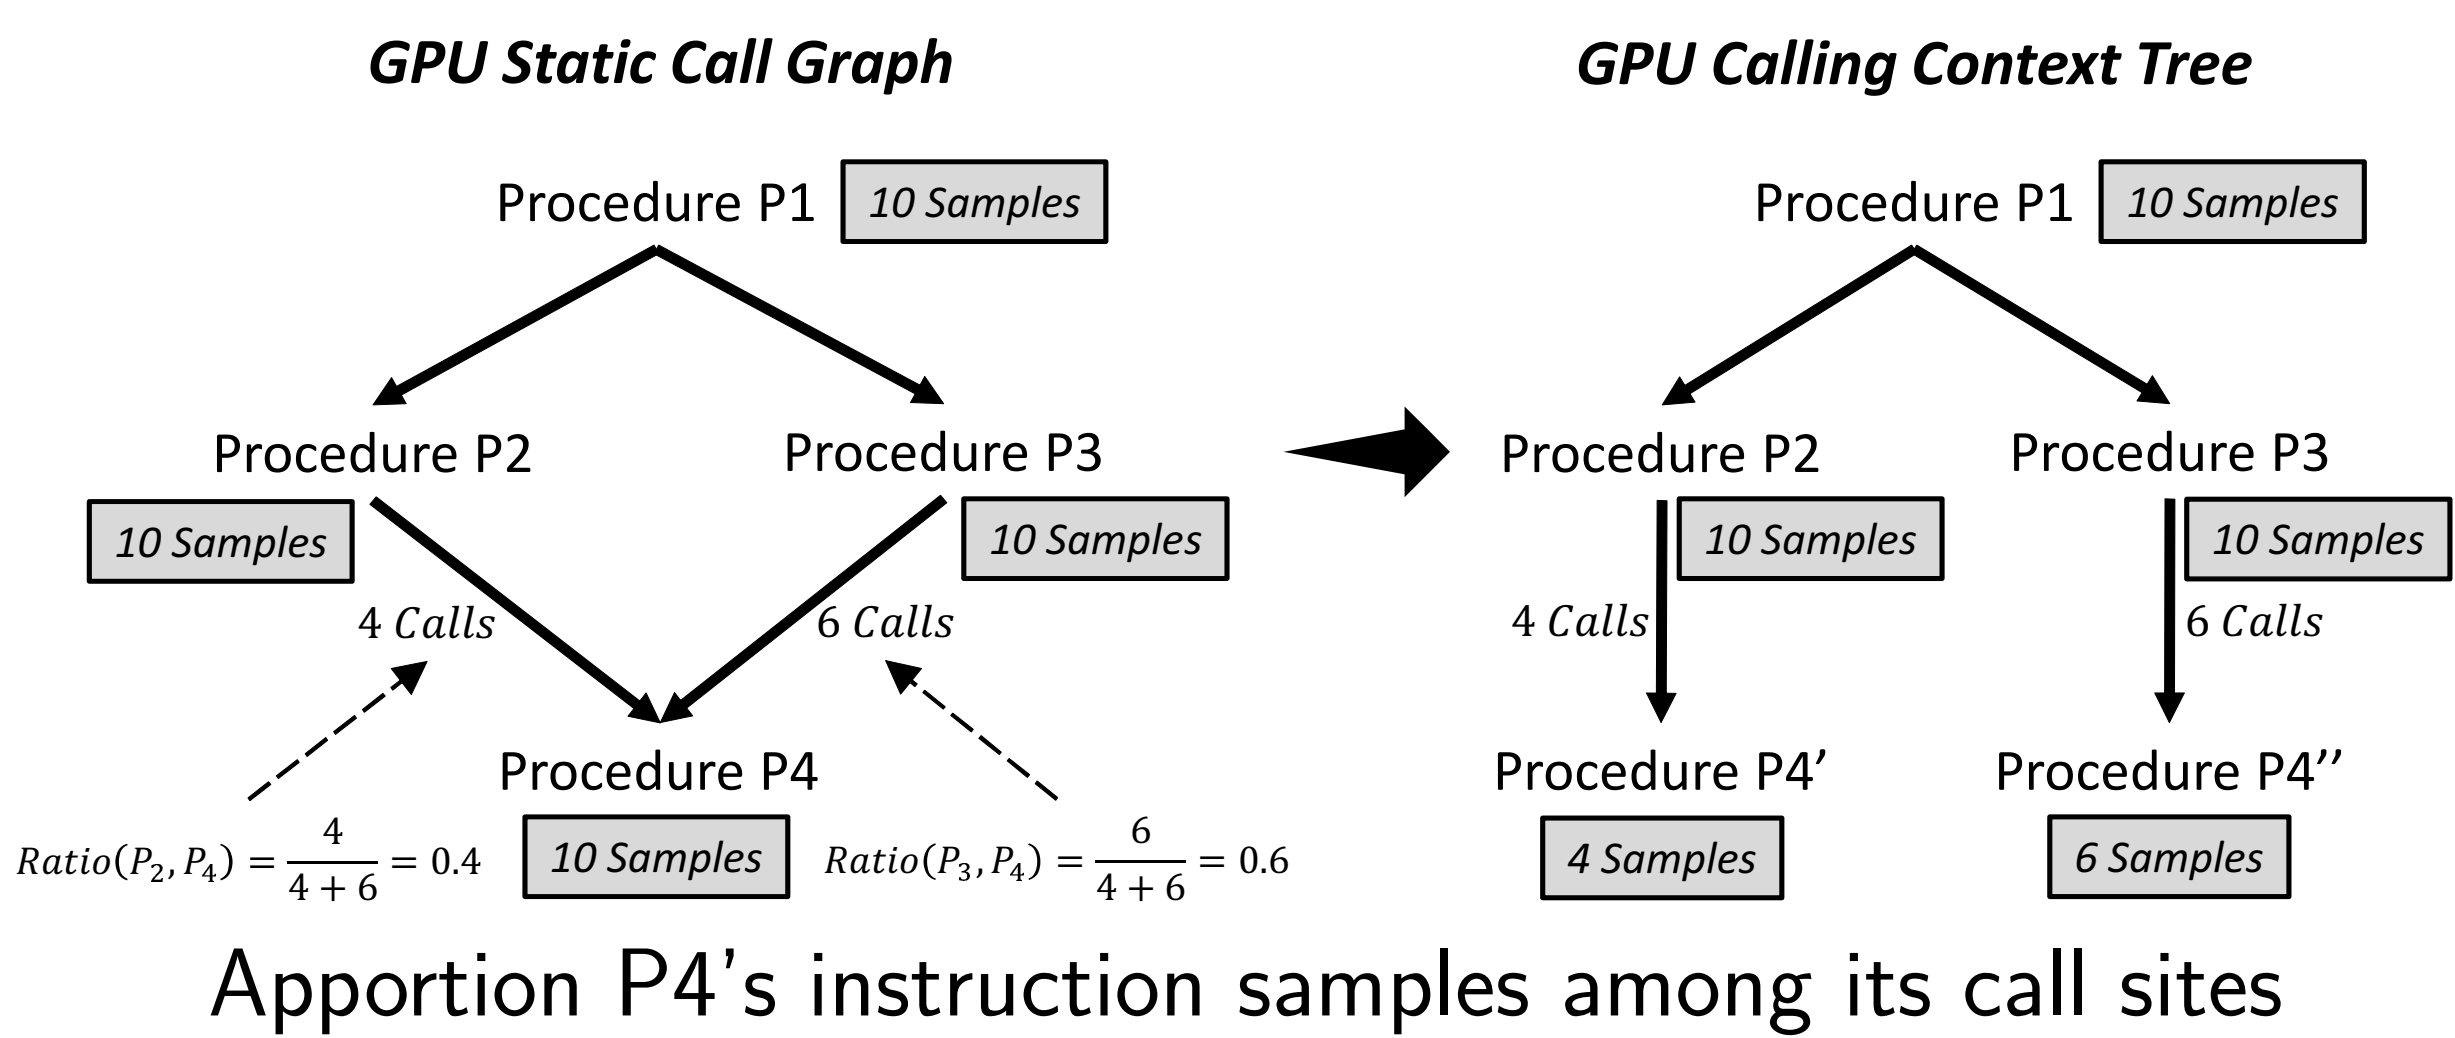 GPU Static Call Graph
Procedure P1
10 Samples
Procedure P2
Procedure P3
10 Samples
10 Samples
4 Calls
6 Calls
Procedure P4
10 Samples
Ratio(P₂, P₄) = 4 / (4 + 6) = 0.4
Ratio(P₃, P₄) = 6 / (4 + 6) = 0.6
GPU Calling Context Tree
Procedure P1
10 Samples
Procedure P2
Procedure P3
10 Samples
10 Samples
4 Calls
6 Calls
Procedure P4’
Procedure P4’’
4 Samples
6 Samples
Apportion P4’s instruction samples among its call sites